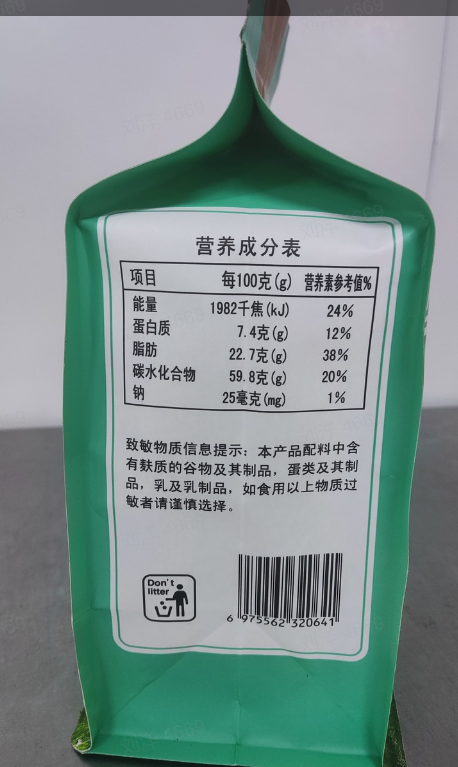 营养成分表
项目 每100克(g) 营养素参考值%
能量 1982千焦(kJ) 24%
蛋白质 7.4克(g) 12%
脂肪 22.7克(g) 38%
碳水化合物 59.8克(g) 20%
钠 25毫克(mg) 1%
致敏物质信息提示：本产品配料中含
有麸质的谷物及其制品，蛋类及其制
品，乳及乳制品，如食用以上物质过
敏者请谨慎选择。
Don't
litter
6 975562 320641